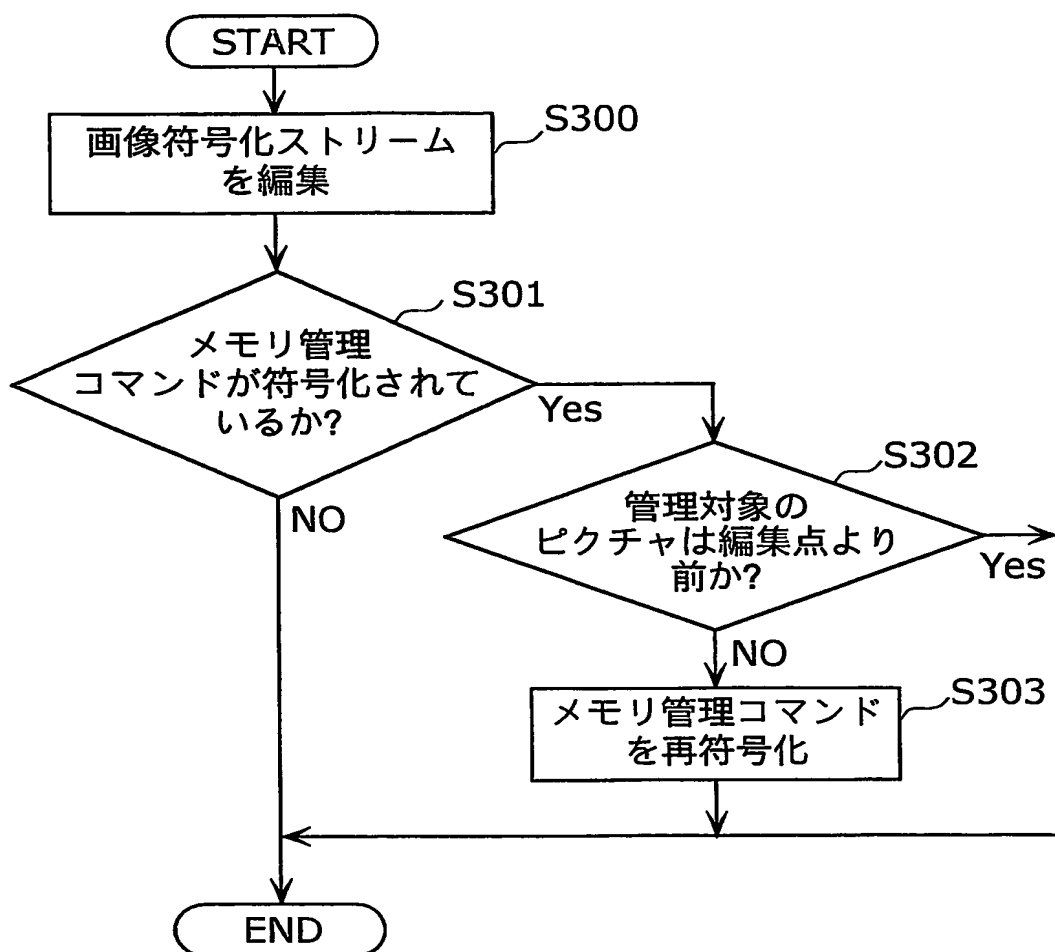 START
S300
画像符号化ストリーム
を編集
S301
メモリ管理
コマンドが符号化されて
いるか?
Yes
NO
S302
管理対象の
ピクチャは編集点より
前か?
Yes
NO
S303
メモリ管理コマンド
を再符号化
END